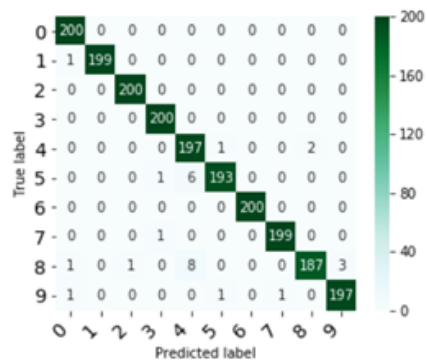 0 200 0 0 0 0 0 0 0 0 0 200
1 1 199 0 0 0 0 0 0 0 0
2 0 0 200 0 0 0 0 0 0 0 160
3 0 0 0 200 0 0 0 0 0 0
4 0 0 0 0 197 1 0 0 2 0 120
5 0 0 0 1 6 193 0 0 0 0
6 0 0 0 0 0 0 200 0 0 0 80
7 0 0 0 1 0 0 0 199 0 0
8 1 0 1 0 8 0 0 0 187 3 40
9 1 0 0 0 0 1 0 1 0 197 0
True label
0 1 2 3 4 5 6 7 8 9
Predicted label